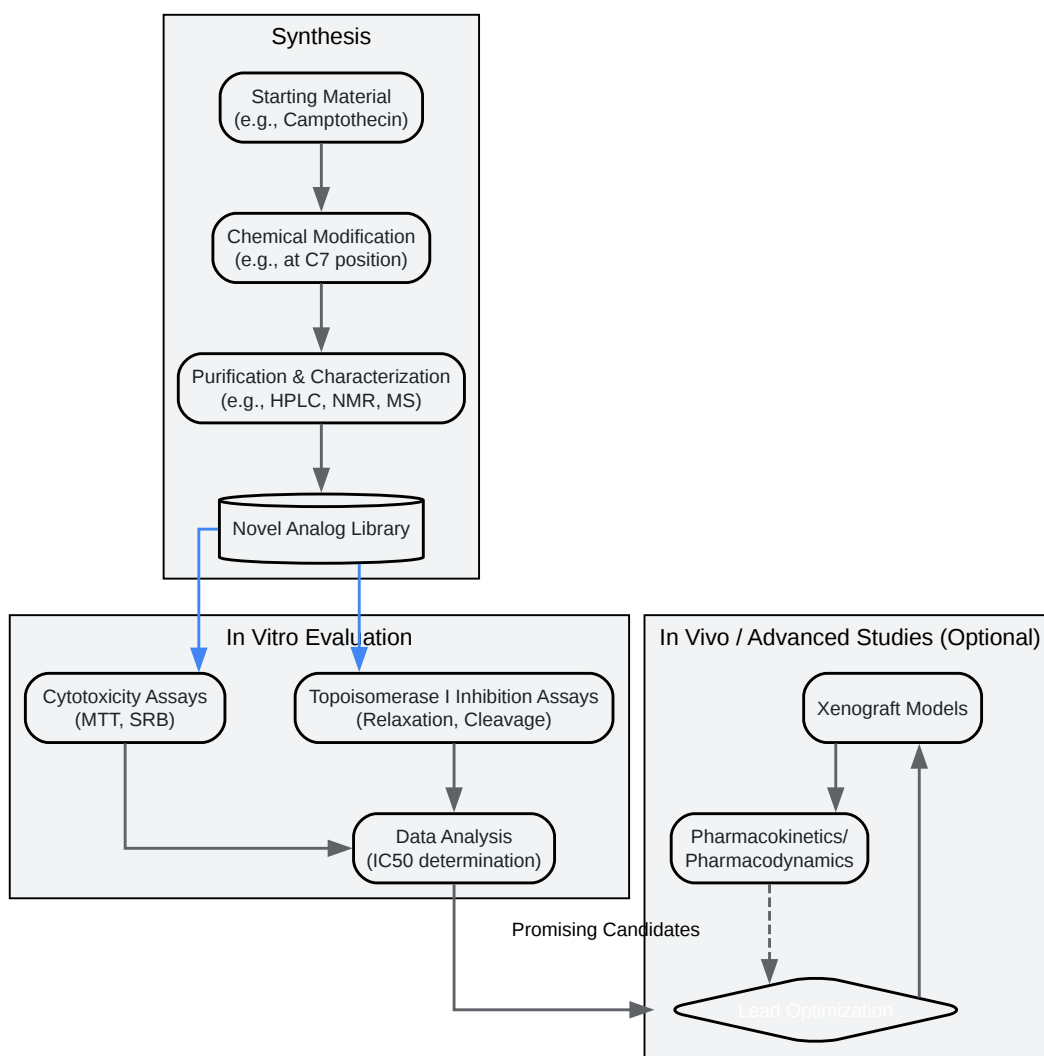 Synthesis
Starting Material
(e.g., Camptothecin)
Chemical Modification
(e.g., at C7 position)
Purification & Characterization
(e.g., HPLC, NMR, MS)
Novel Analog Library
In Vitro Evaluation
Cytotoxicity Assays
(MTT, SRB)
Topoisomerase I Inhibition Assays
(Relaxation, Cleavage)
Data Analysis
(IC50 determination)
Promising Candidates
In Vivo / Advanced Studies (Optional)
Xenograft Models
Pharmacokinetics/
Pharmacodynamics
Lead Optimization